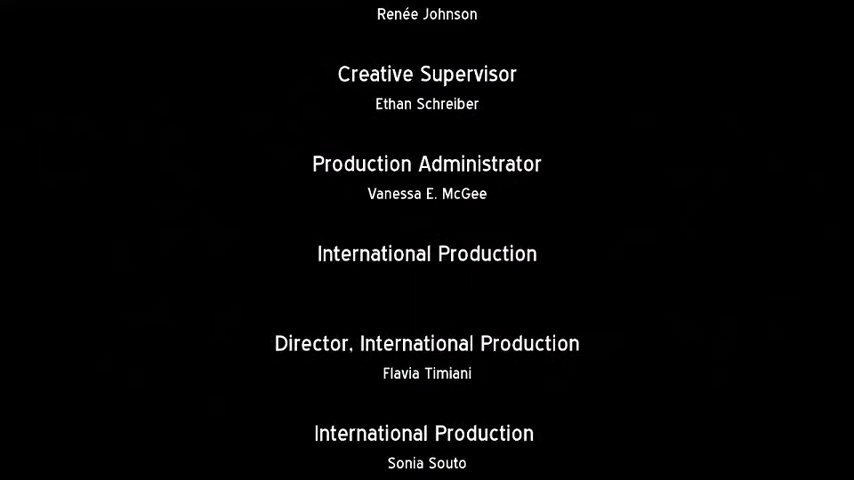 Renée Johnson
Creative Supervisor
Ethan Schreiber
Production Administrator
Vanessa E. McGee
International Production
Director, International Production
Flavia Timiani
International Production
Sonia Souto